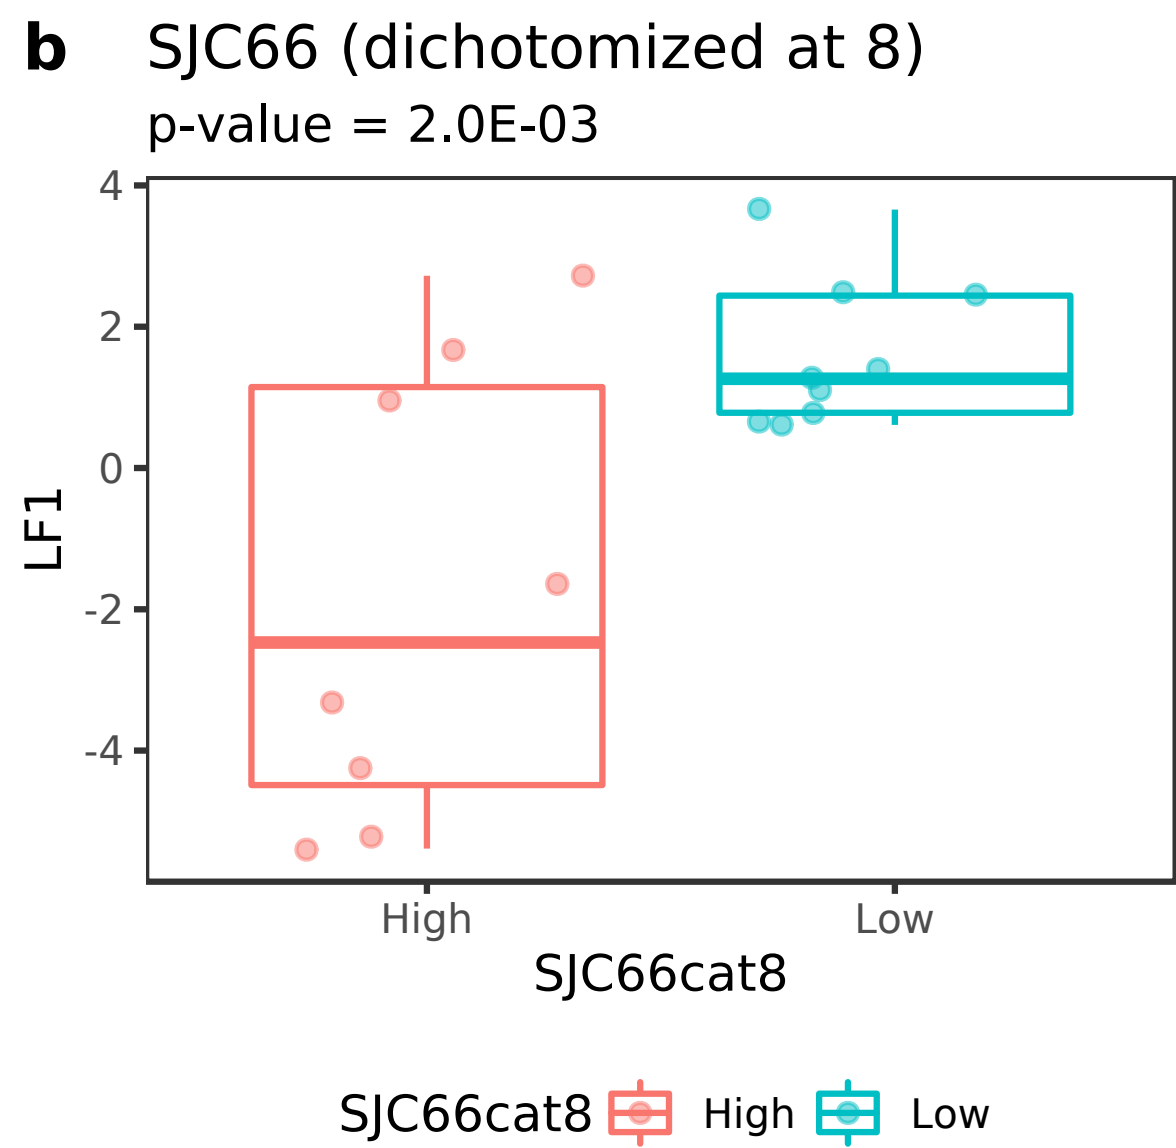 b SJC66 (dichotomized at 8)
p-value = 2.0E-03
4
2
0
-2
-4
LF1
High Low
SJC66cat8
SJC66cat8 High Low